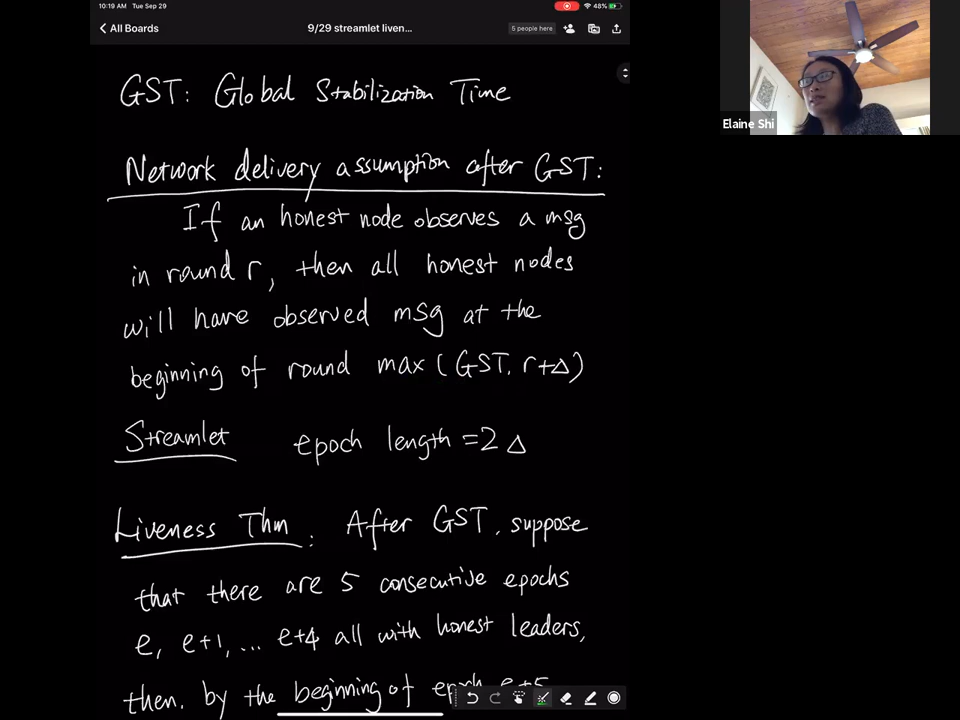 10:19 AM Tue Sep 29
48%
All Boards
9/29 streamlet liven...
5 people here
GST: Global Stabilization Time
Network delivery assumption after GST:
If an honest node observes a msg
in round r, then all honest nodes
will have observed msg at the
beginning of round max (GST, r+Δ)
Streamlet epoch length = 2Δ
Liveness Thm: After GST, suppose
that there are 5 consecutive epochs
e, e+1, ... e+4 all with honest leaders,
then, by the beginning of epoch e+5
Elaine Shi